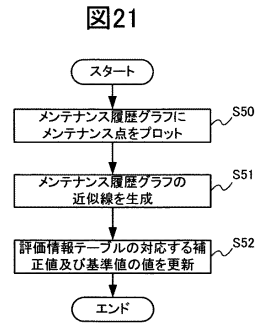 図21
スタート
メンテナンス履歴グラフに
メンテナンス点をプロット
S50
メンテナンス履歴グラフの
近似線を生成
S51
評価情報テーブルの対応する補
正値及び基準値の値を更新
S52
エンド